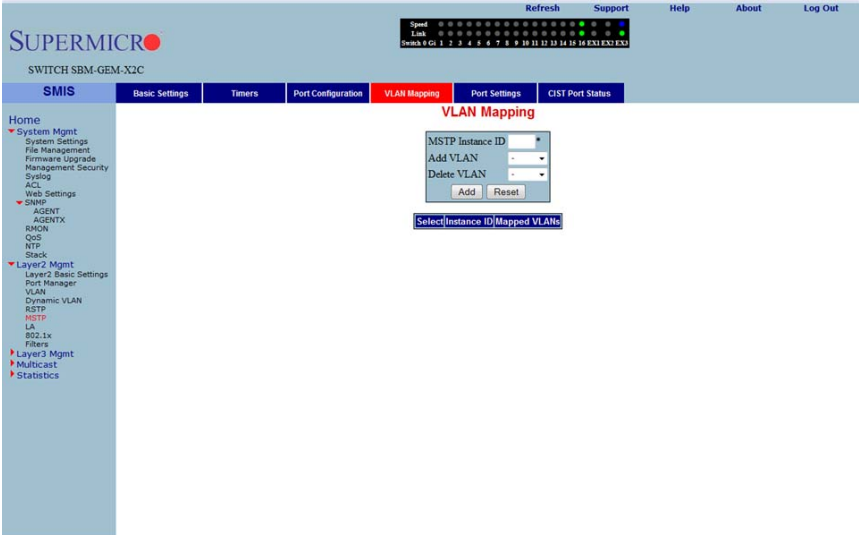 Refresh Support Help About Log Out
Speed
Link
Switch 0 Gi 1 2 3 4 5 6 7 8 9 10 11 12 13 14 15 16 EX1 EX2 EX3
SUPERMICR
SWITCH SBM-GEM-X2C
SMIS Basic Settings Timers Port Configuration VLAN Mapping Port Settings CIST Port Status
Home
System Mgmt
System Settings
File Management
Firmware Upgrade
Management Security
Syslog
ACL
Web Settings
SNMP
AGENT
AGENTX
RMON
QoS
NTP
Stack
Layer2 Mgmt
Layer2 Basic Settings
Port Manager
VLAN
Dynamic VLAN
RSTP
MSTP
LA
802.1x
Filters
Layer3 Mgmt
Multicast
Statistics
VLAN Mapping
MSTP Instance ID *
Add VLAN -
Delete VLAN -
Add Reset
Select Instance ID Mapped VLANs